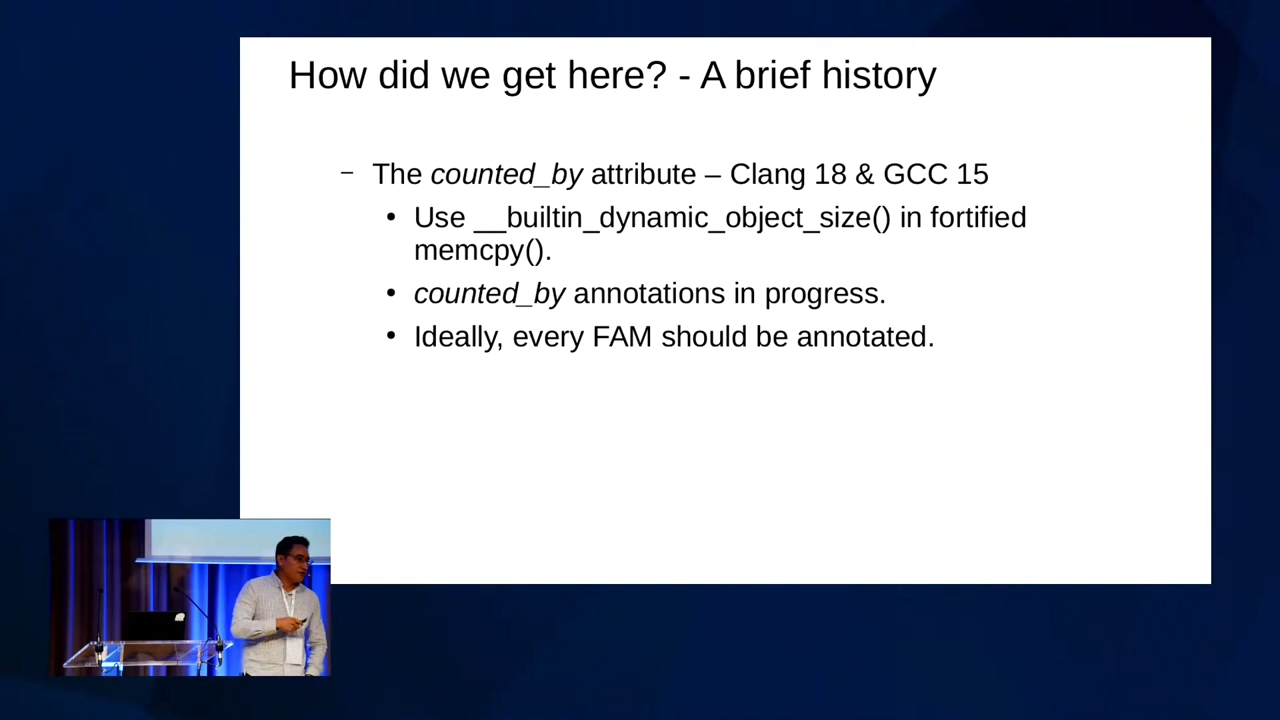 How did we get here? - A brief history
– The counted_by attribute – Clang 18 & GCC 15
• Use __builtin_dynamic_object_size() in fortified
memcpy().
• counted_by annotations in progress.
• Ideally, every FAM should be annotated.